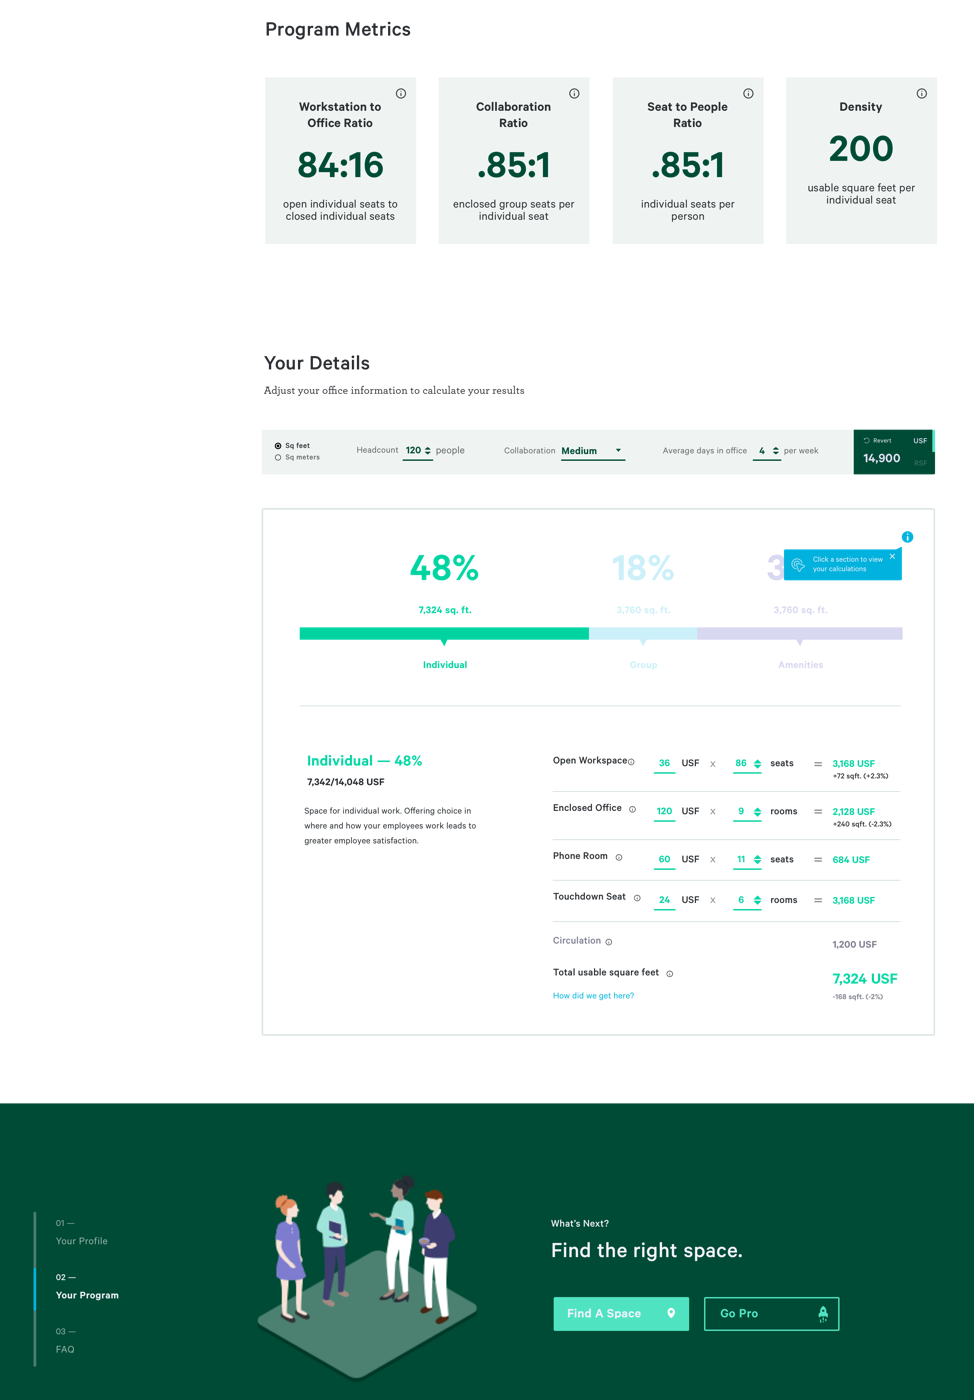 Program Metrics
Workstation to
Office Ratio
84:16
open individual seats to
closed individual seats
Collaboration
Ratio
.85:1
enclosed group seats per
individual seat
Seat to People
Ratio
.85:1
individual seats per
person
Density
200
usable square feet per
individual seat
Your Details
Adjust your office information to calculate your results
Sq feet
Sq meters
Headcount 120 people
Collaboration Medium
Average days in office 4 per week
Revert USF
14,900 RSF
48%
18%
3
Click a section to view
your calculations
7,324 sq. ft.
3,760 sq. ft.
3,760 sq. ft.
Individual
Group
Amenities
Individual — 48%
7,342/14,048 USF
Space for individual work. Offering choice in
where and how your employees work leads to
greater employee satisfaction.
Open Workspace 36 USF x 86 seats = 3,168 USF
+72 sqft. (+2.3%)
Enclosed Office 120 USF x 9 rooms = 2,128 USF
+240 sqft. (-2.3%)
Phone Room 60 USF x 11 seats = 684 USF
Touchdown Seat 24 USF x 6 rooms = 3,168 USF
Circulation 1,200 USF
Total usable square feet 7,324 USF
How did we get here? -168 sqft. (-2%)
01 —
Your Profile
02 —
Your Program
03 —
FAQ
What's Next?
Find the right space.
Find A Space
Go Pro